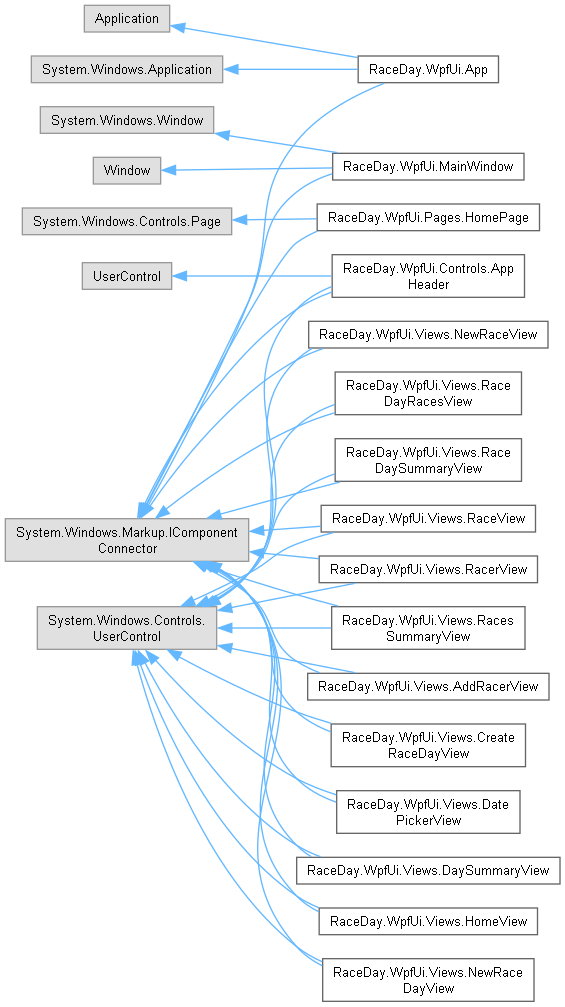 Application
System.Windows.Application
RaceDay.WpfUi.App
System.Windows.Window
Window
RaceDay.WpfUi.MainWindow
System.Windows.Controls.Page
RaceDay.WpfUi.Pages.HomePage
UserControl
RaceDay.WpfUi.Controls.App
Header
RaceDay.WpfUi.Views.NewRaceView
RaceDay.WpfUi.Views.Race
DayRacesView
RaceDay.WpfUi.Views.Race
DaySummaryView
System.Windows.Markup.IComponent
Connector
RaceDay.WpfUi.Views.RaceView
RaceDay.WpfUi.Views.RacerView
System.Windows.Controls.
UserControl
RaceDay.WpfUi.Views.Races
SummaryView
RaceDay.WpfUi.Views.AddRacerView
RaceDay.WpfUi.Views.Create
RaceDayView
RaceDay.WpfUi.Views.Date
PickerView
RaceDay.WpfUi.Views.DaySummaryView
RaceDay.WpfUi.Views.HomeView
RaceDay.WpfUi.Views.NewRace
DayView